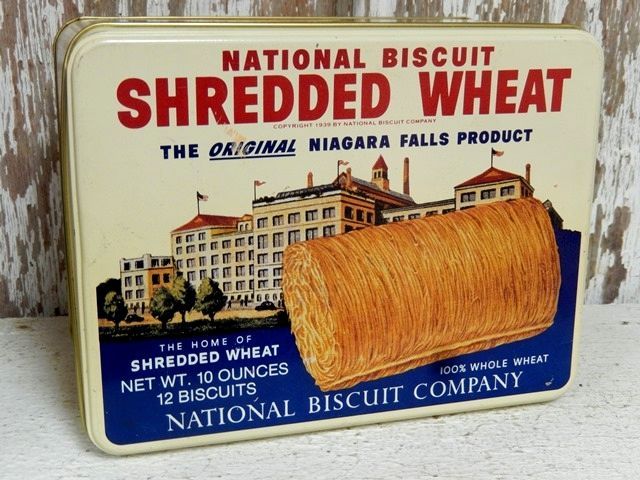 NATIONAL BISCUIT
SHREDDED WHEAT
COPYRIGHT 1939 BY NATIONAL BISCUIT COMPANY
THE ORIGINAL NIAGARA FALLS PRODUCT
THE HOME OF
SHREDDED WHEAT
NET WT. 10 OUNCES
12 BISCUITS
100% WHOLE WHEAT
NATIONAL BISCUIT COMPANY